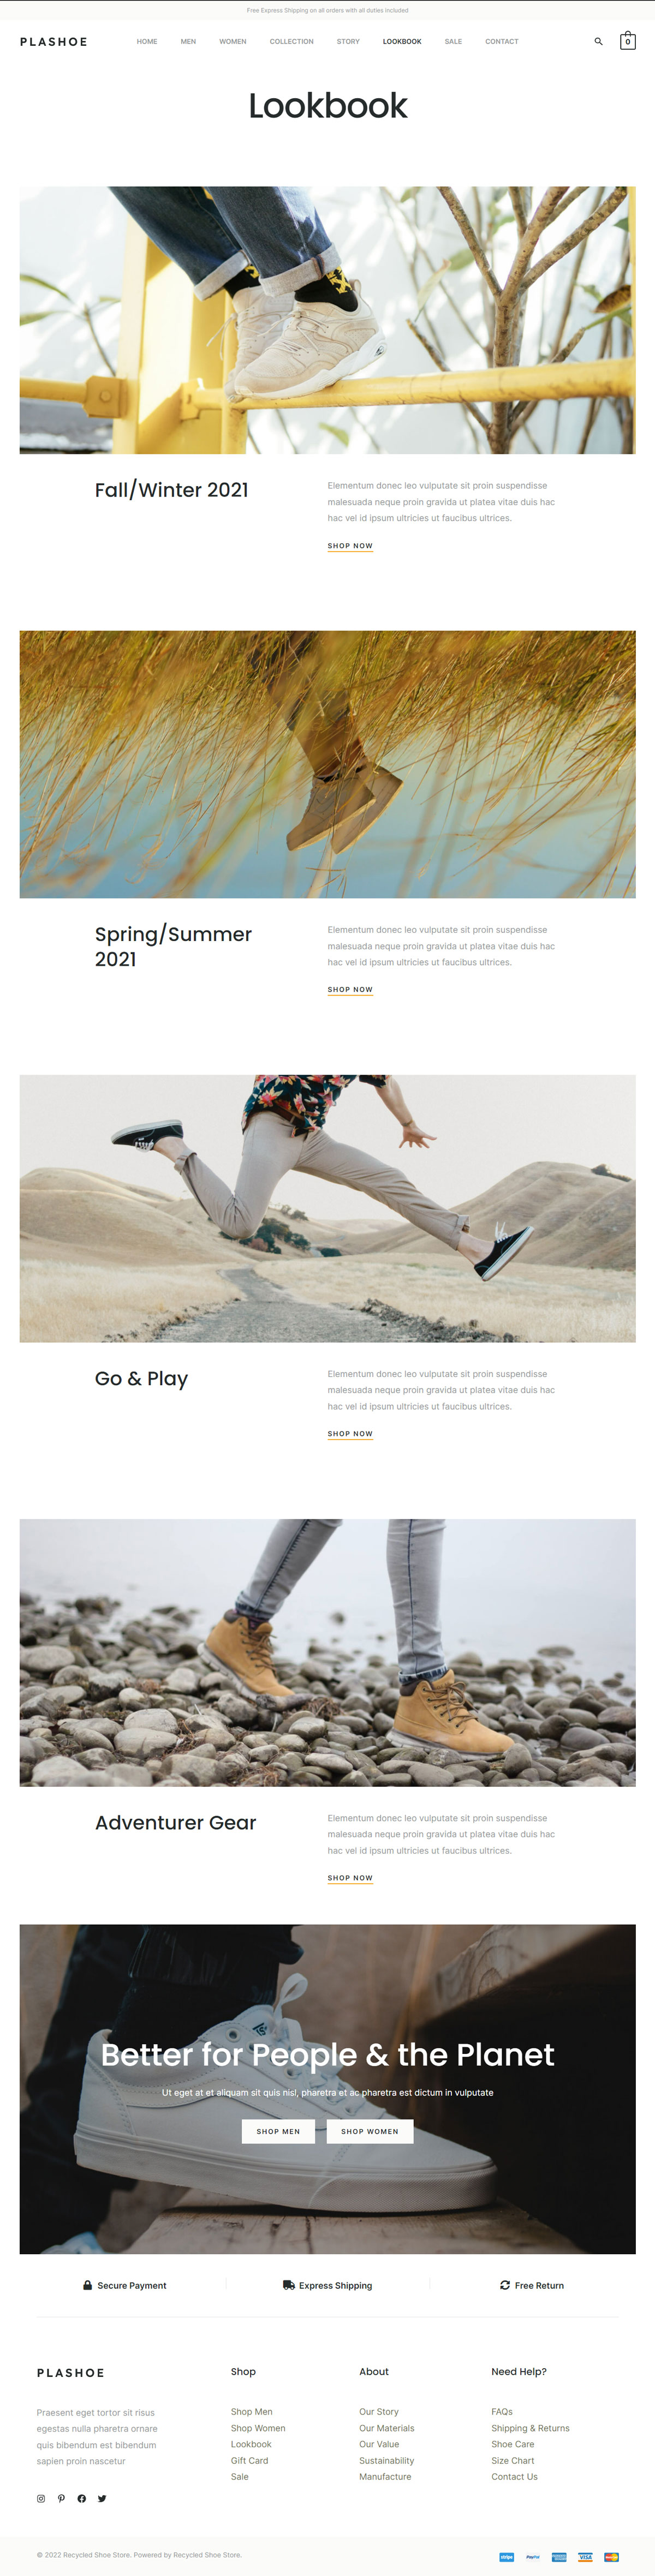 Free Express Shipping on all orders with all duties included
PLASHOE
HOME MEN WOMEN COLLECTION STORY LOOKBOOK SALE CONTACT
0
Lookbook
Fall/Winter 2021
Elementum donec leo vulputate sit proin suspendisse
malesuada neque proin gravida ut platea vitae duis hac
hac vel id ipsum ultricies ut faucibus ultrices.
SHOP NOW
Spring/Summer
2021
Elementum donec leo vulputate sit proin suspendisse
malesuada neque proin gravida ut platea vitae duis hac
hac vel id ipsum ultricies ut faucibus ultrices.
SHOP NOW
Go & Play
Elementum donec leo vulputate sit proin suspendisse
malesuada neque proin gravida ut platea vitae duis hac
hac vel id ipsum ultricies ut faucibus ultrices.
SHOP NOW
Adventurer Gear
Elementum donec leo vulputate sit proin suspendisse
malesuada neque proin gravida ut platea vitae duis hac
hac vel id ipsum ultricies ut faucibus ultrices.
SHOP NOW
Better for People & the Planet
Ut eget at et aliquam sit quis nisl, pharetra et ac pharetra est dictum in vulputate
SHOP MEN SHOP WOMEN
Secure Payment
Express Shipping
Free Return
PLASHOE
Praesent eget tortor sit risus
egestas nulla pharetra ornare
quis bibendum est bibendum
sapien proin nascetur
Shop
Shop Men
Shop Women
Lookbook
Gift Card
Sale
About
Our Story
Our Materials
Our Value
Sustainability
Manufacture
Need Help?
FAQs
Shipping & Returns
Shoe Care
Size Chart
Contact Us
© 2022 Recycled Shoe Store. Powered by Recycled Shoe Store.
stripe PayPal VISA